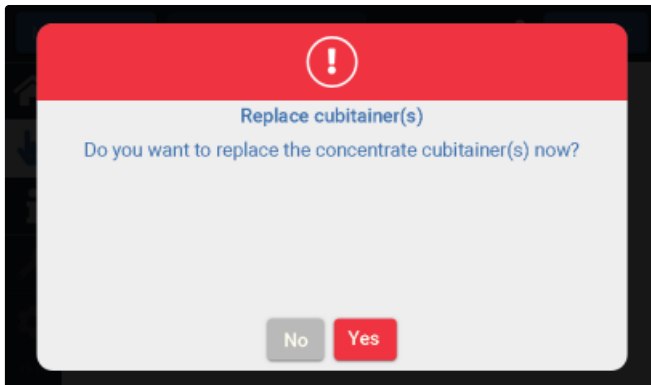 Replace cubitainer(s)
Do you want to replace the concentrate cubitainer(s) now?
No
Yes